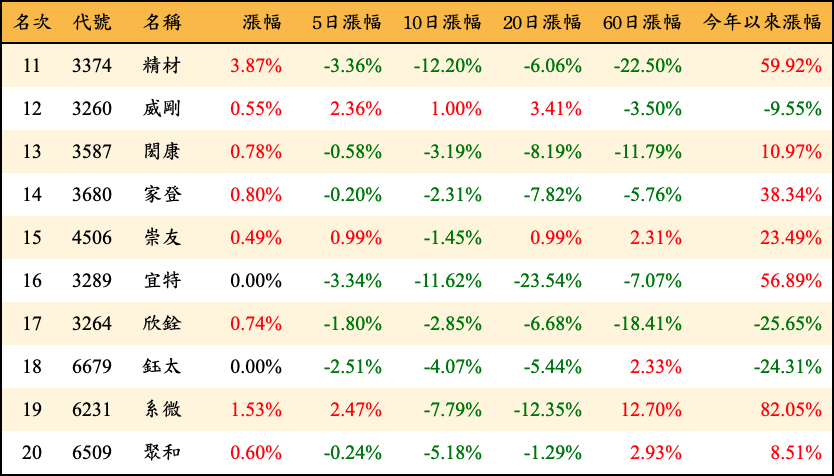 名次 代號 名稱 漲幅 5日漲幅 10日漲幅 20日漲幅 60日漲幅 今年以來漲幅
11 3374 精材 3.87% -3.36% -12.20% -6.06% -22.50% 59.92%
12 3260 威剛 0.55% 2.36% 1.00% 3.41% -3.50% -9.55%
13 3587 閎康 0.78% -0.58% -3.19% -8.19% -11.79% 10.97%
14 3680 家登 0.80% -0.20% -2.31% -7.82% -5.76% 38.34%
15 4506 崇友 0.49% 0.99% -1.45% 0.99% 2.31% 23.49%
16 3289 宜特 0.00% -3.34% -11.62% -23.54% -7.07% 56.89%
17 3264 欣銓 0.74% -1.80% -2.85% -6.68% -18.41% -25.65%
18 6679 鈺太 0.00% -2.51% -4.07% -5.44% 2.33% -24.31%
19 6231 系微 1.53% 2.47% -7.79% -12.35% 12.70% 82.05%
20 6509 聚和 0.60% -0.24% -5.18% -1.29% 2.93% 8.51%